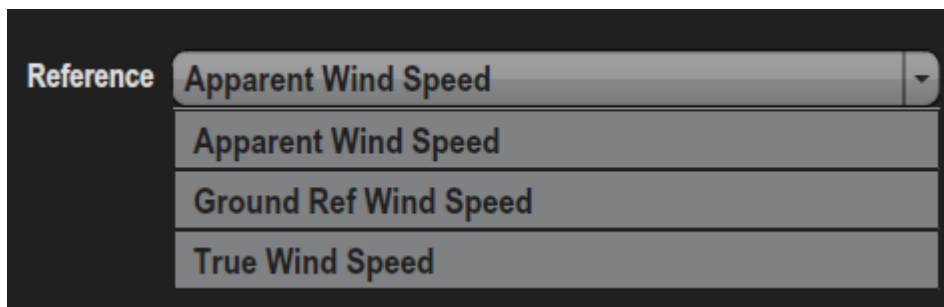 Reference Apparent Wind Speed
Apparent Wind Speed
Ground Ref Wind Speed
True Wind Speed